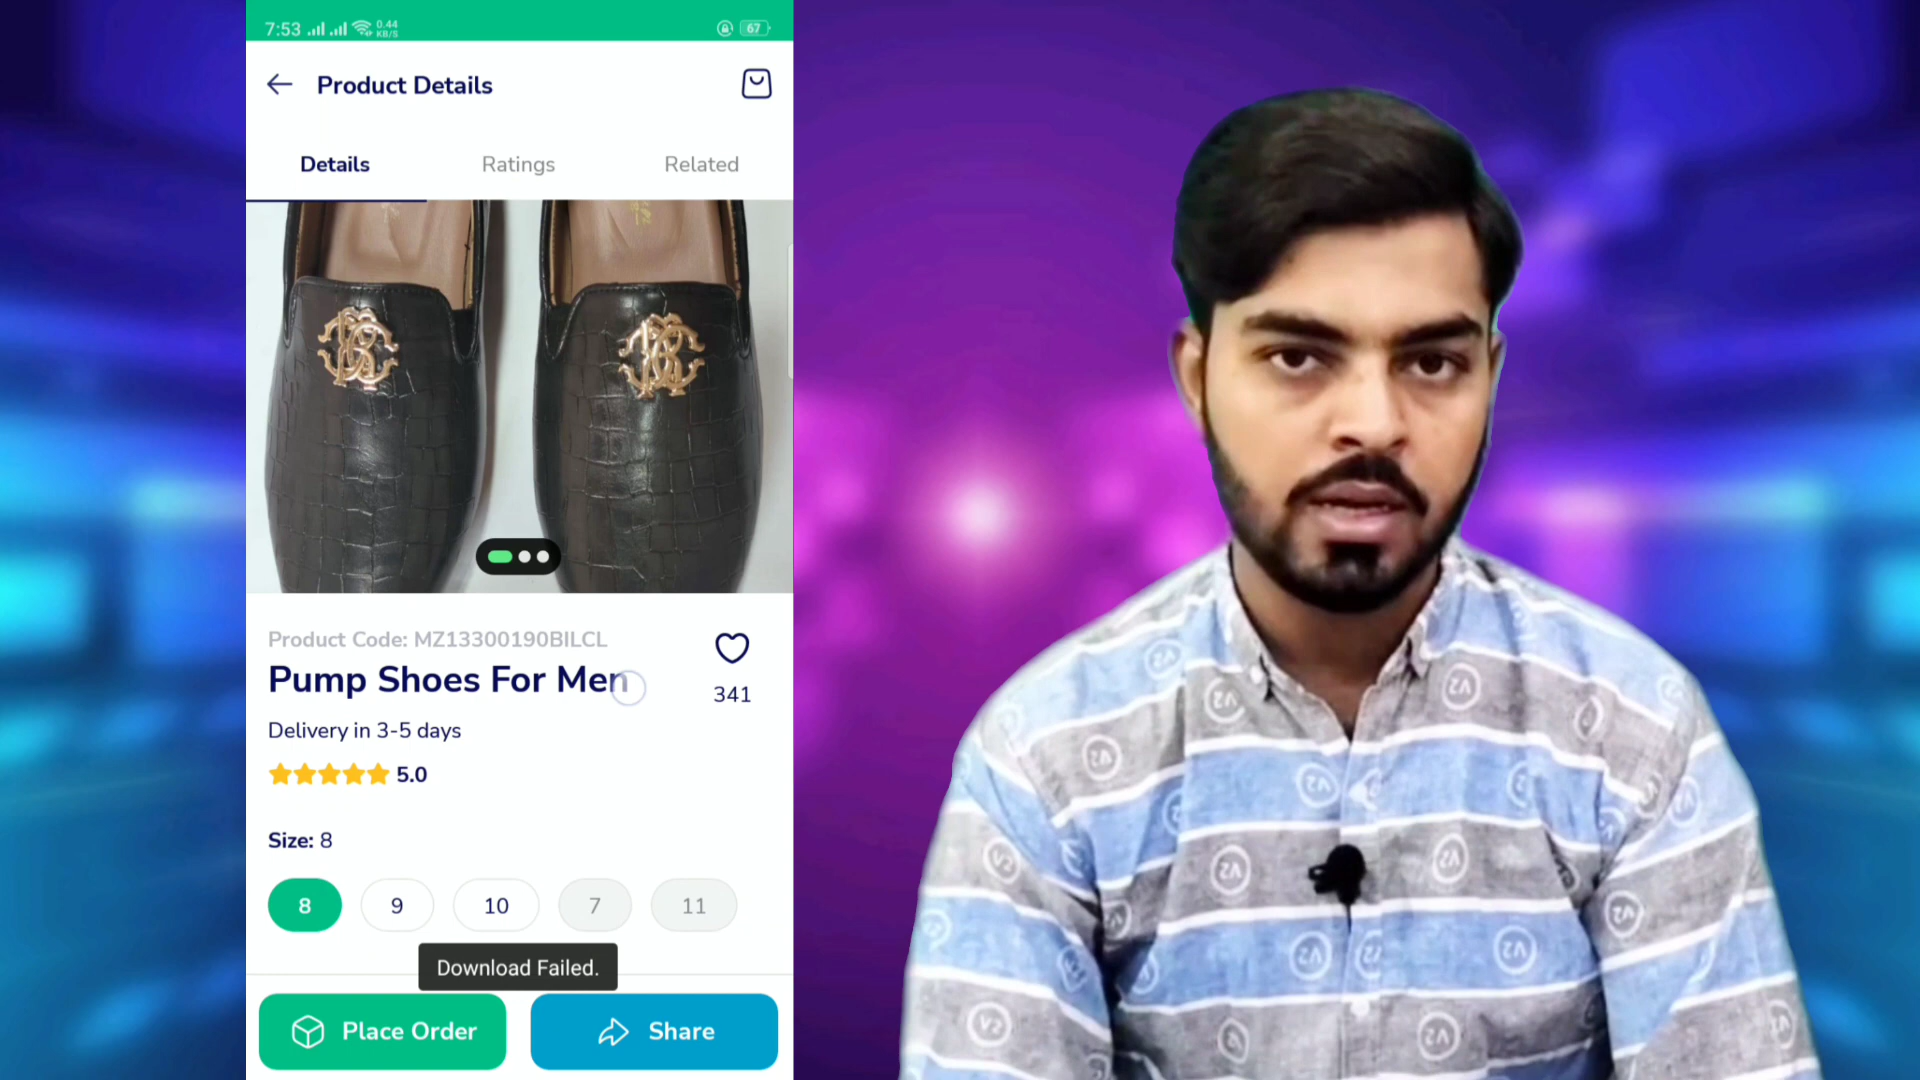 7:53 0.44 KB/S 67
Product Details
Details Ratings Related
Product Code: MZ13300190BILCL
Pump Shoes For Men
341
Delivery in 3-5 days
5.0
Size: 8
8 9 10 7 11
Download Failed.
Place Order Share